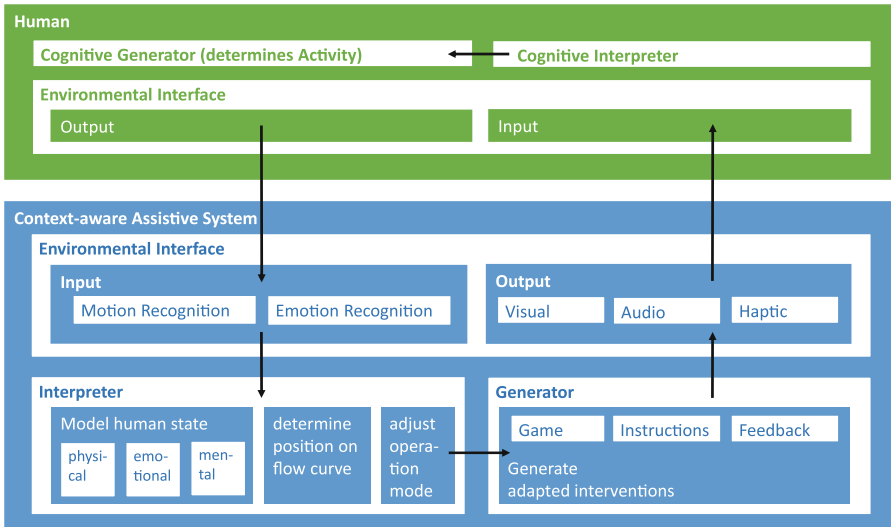 Human
Cognitive Generator (determines Activity)
Cognitive Interpreter
Environmental Interface
Output
Input
Context-aware Assistive System
Environmental Interface
Input
Motion Recognition
Emotion Recognition
Output
Visual
Audio
Haptic
Interpreter
Model human state
physi-
cal
emo-
tional
men-
tal
determine
position on
flow curve
adjust
opera-
tion
mode
Generator
Game
Instructions
Feedback
Generate
adapted interventions